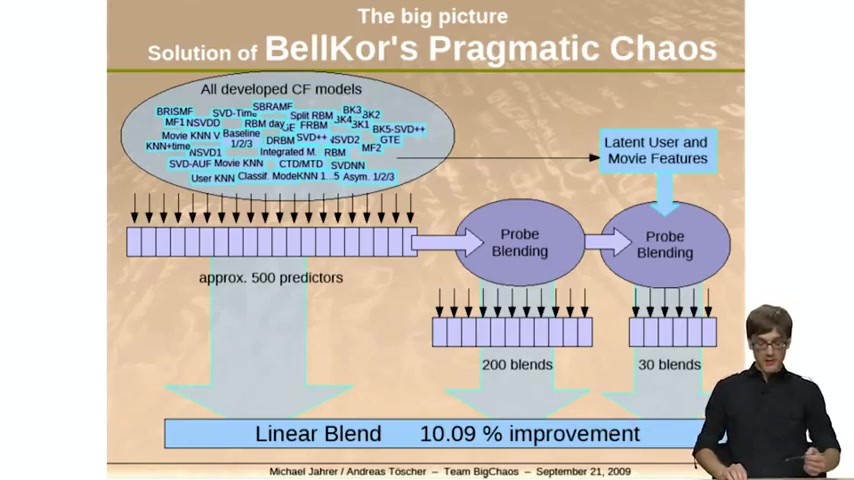 The big picture
Solution of BellKor's Pragmatic Chaos
All developed CF models
SBRAMF
BRISMF
SVD-Time
Split RBM
BK3
BK2
MF1
NSVDD
RBM day
FRBM
BK4
BK1
BK5-SVD++
Movie KNN V
Baseline
1/2/3
DRBM
SVD++
NSVD2
GTE
KNN+time
MF2
NSVD1
Integrated M.
RBM
SVD-AUF
Movie KNN
CTD/MTD
SVDNN
User KNN
Classif.
ModeKNN 1...5
Asym. 1/2/3
Latent User and
Movie Features
Probe
Blending
Probe
Blending
approx. 500 predictors
200 blends
30 blends
Linear Blend 10.09 % improvement
Michael Jahrer / Andreas Töscher – Team BigChaos – September 21, 2009